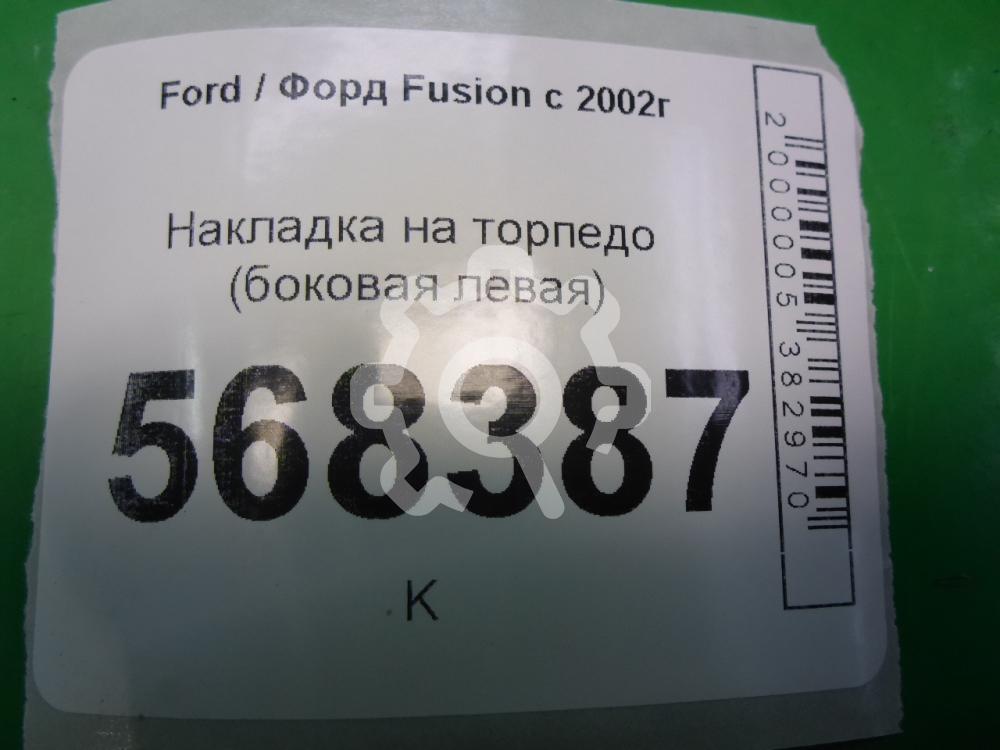 Ford / Форд Fusion с 2002г
Накладка на торпедо
(боковая левая)
568387
К
2000005382970